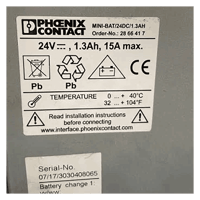 PHOENIX CONTACT
MINI-BAT/24DC/1.3AH
Order-No.: 28 66 41 7
24V⎓, 1.3Ah, 15A max.
Pb Pb
TEMPERATURE 0 ... + 40°C
32 ... + 104°F
Read installation instructions
before connecting!
www.interface.phoenixcontact.com
Serial-No
07/17/3030408065
Battery change 1: